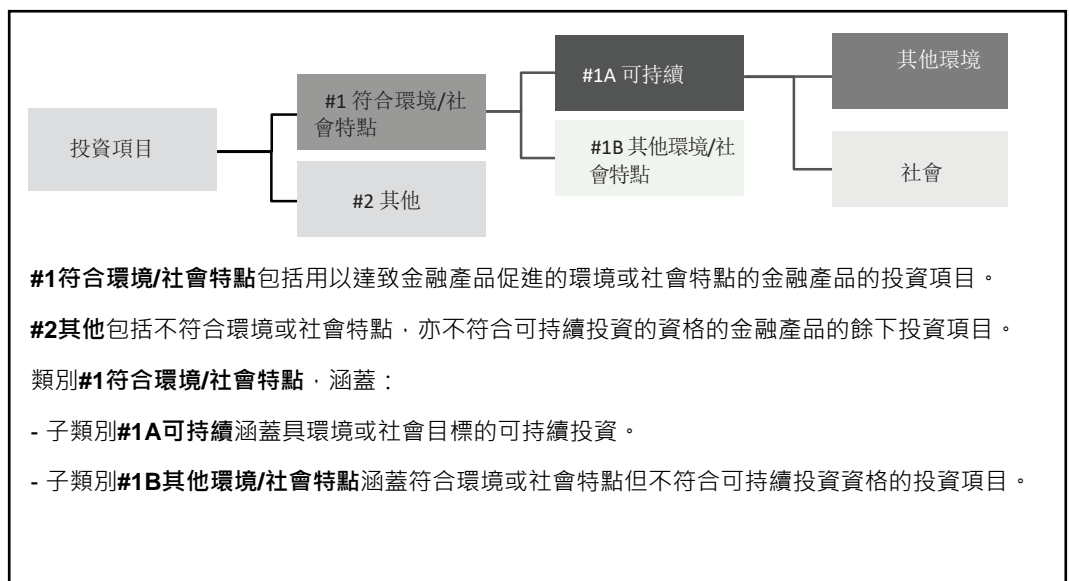 投資項目
#1 符合環境/社
會特點
#2 其他
#1A 可持續
#1B 其他環境/社
會特點
其他環境
社會
#1符合環境/社會特點包括用以達致金融產品促進的環境或社會特點的金融產品的投資項目。
#2其他包括不符合環境或社會特點，亦不符合可持續投資的資格的金融產品的餘下投資項目。
類別#1符合環境/社會特點，涵蓋：
- 子類別#1A可持續涵蓋具環境或社會目標的可持續投資。
- 子類別#1B其他環境/社會特點涵蓋符合環境或社會特點但不符合可持續投資資格的投資項目。